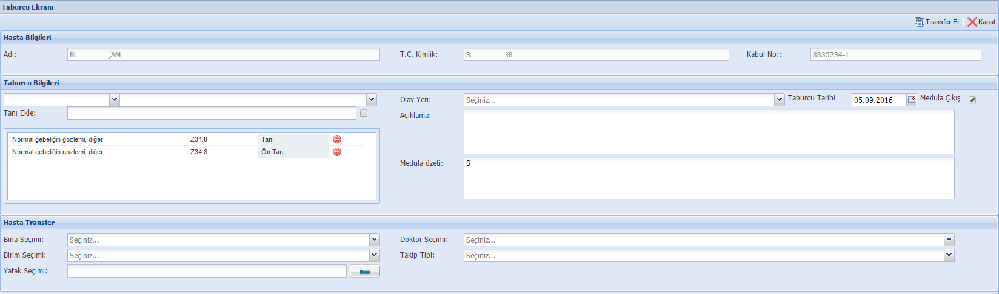 Taburcu Ekranı
Transfer Et Kapat
Hasta Bilgileri
Adı: T.C. Kimlik: Kabul No:: 8835234-1
Taburcu Bilgileri
Olay Yeri: Seçiniz... Taburcu Tarihi 05.09.2016 Medula Çıkış
Tanı Ekle: Açıklama:
Normal gebeliğin gözlemi, diğer Z34.8 Tanı
Normal gebeliğin gözlemi, diğer Z34.8 Ön Tanı
Medula özeti: S
Hasta Transfer
Bina Seçimi: Seçiniz... Doktor Seçimi: Seçiniz...
Birim Seçimi: Seçiniz... Takip Tipi: Seçiniz...
Yatak Seçimi: